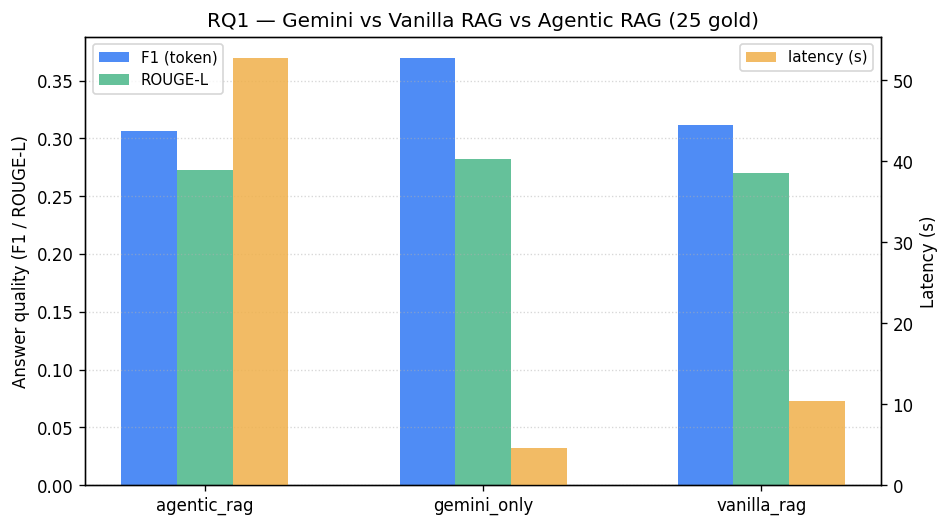 RQ1 — Gemini vs Vanilla RAG vs Agentic RAG (25 gold)
F1 (token)
ROUGE-L
latency (s)
Answer quality (F1 / ROUGE-L)
0.35
0.30
0.25
0.20
0.15
0.10
0.05
0.00
50
40
30
20
10
0
Latency (s)
agentic_rag
gemini_only
vanilla_rag